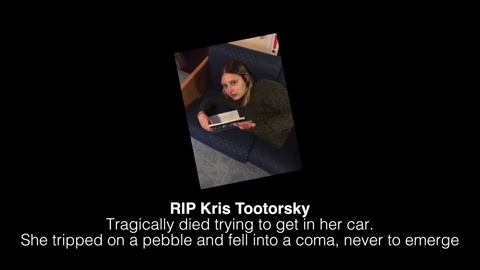 RIP Kris Tootorsky
Tragically died trying to get in her car.
She tripped on a pebble and fell into a coma, never to emerge